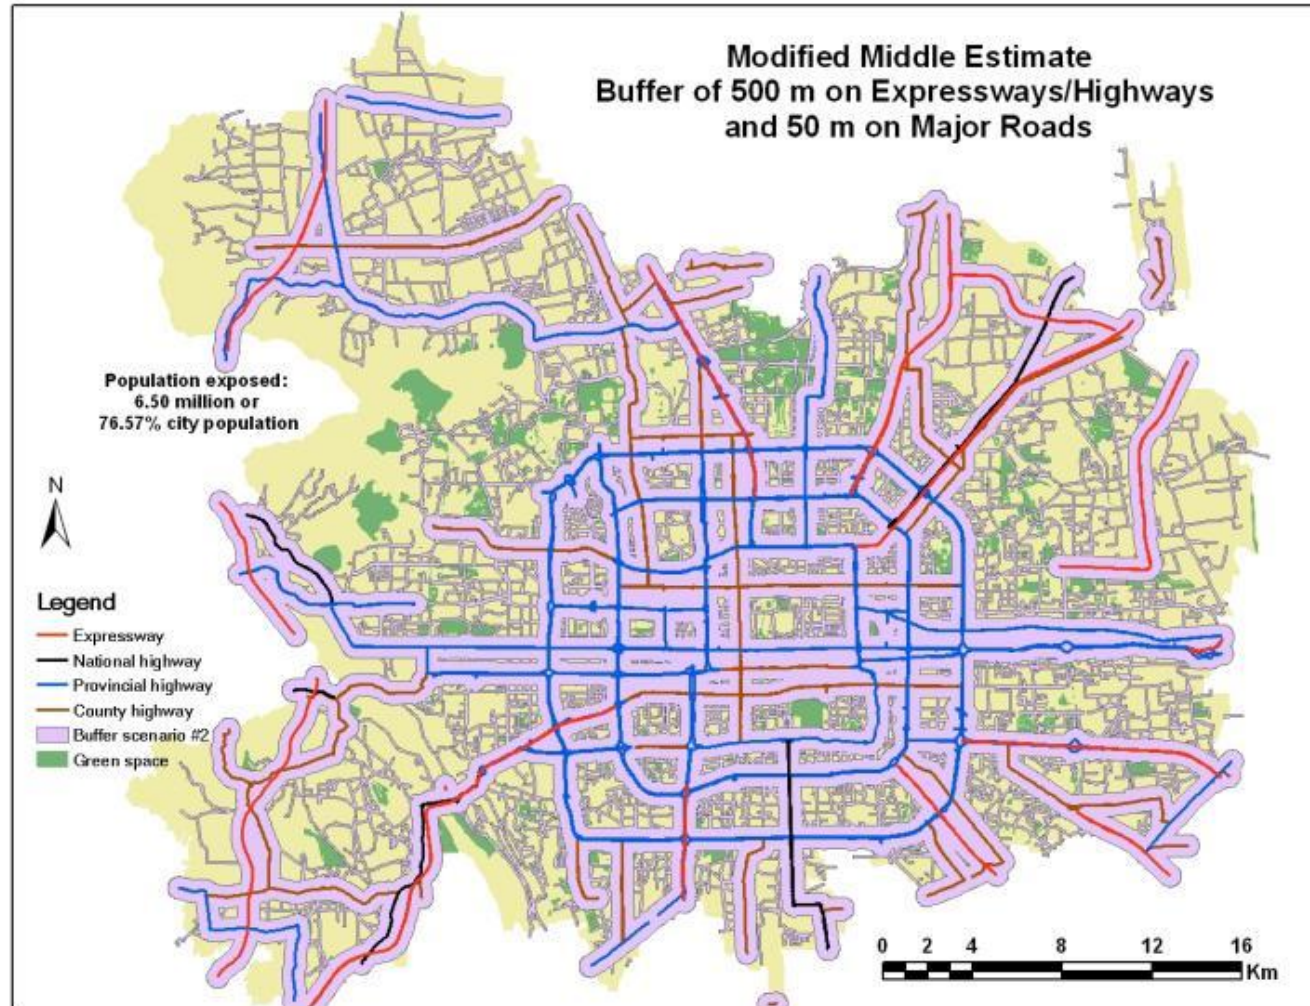 Modified Middle Estimate
Buffer of 500 m on Expressways/Highways
and 50 m on Major Roads
Population exposed:
6.50 million or
76.57% city population
N
Legend
Expressway
National highway
Provincial highway
County highway
Buffer scenario #2
Green space
0 2 4 8 12 16
Km